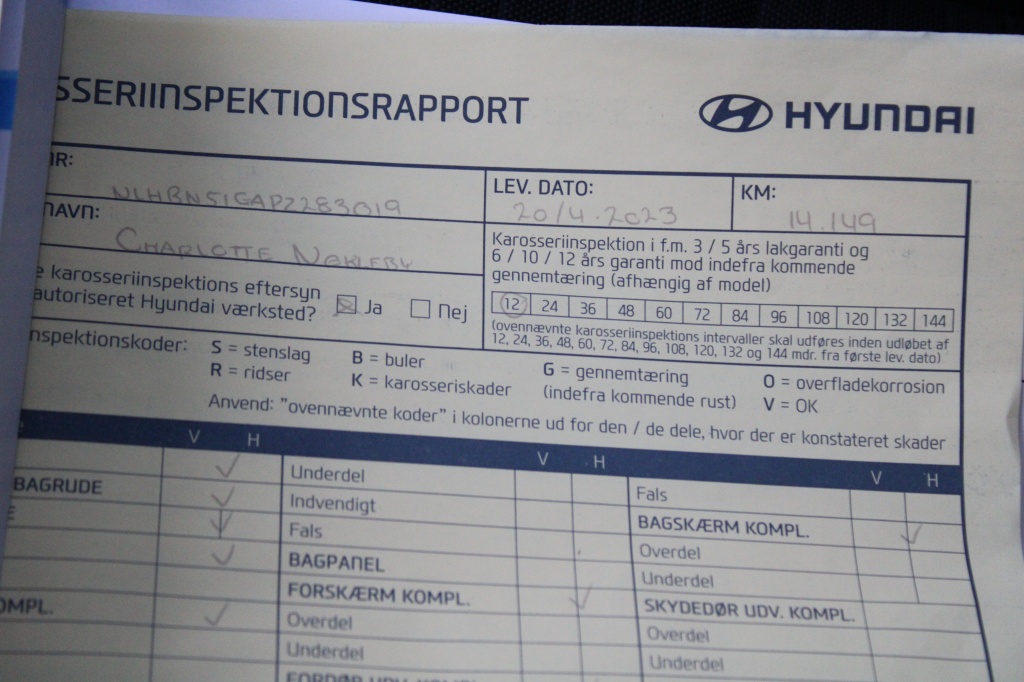 SSERIINSPEKTIONSRAPPORT
HYUNDAI
NR:
NLHBN51GAPZ283019
LEV. DATO:
20/4.2023
KM:
14.149
NAVN:
CHARLOTTE
Karosseriinspektion i f.m. 3 / 5 års lakgaranti og
6 / 10 / 12 års garanti mod indefra kommende
gennemtæring (afhængig af model)
12 24 36 48 60 72 84 96 108 120 132 144
(ovennævnte karosseriinspektions intervaller skal udføres inden udløbet af
12, 24, 36, 48, 60, 72, 84, 96, 108, 120, 132 og 144 mdr. fra første lev. dato)
e karosseriinspektions eftersyn
autoriseret Hyundai værksted? Ja Nej
nspektionskoder: S = stenslag B = buler G = gennemtæring O = overfladekorrosion
R = ridser K = karosseriskader (indefra kommende rust) V = OK
Anvend: "ovennævnte koder" i kolonerne ud for den / de dele, hvor der er konstateret skader
V H V H V H
BAGRUDE
OMPL.
Underdel
Indvendigt
Fals
BAGPANEL
FORSKÆRM KOMPL.
Overdel
Underdel
FORDØR UDV. KOMPL.
Fals
BAGSKÆRM KOMPL.
Overdel
Underdel
SKYDEDØR UDV. KOMPL.
Overdel
Underdel